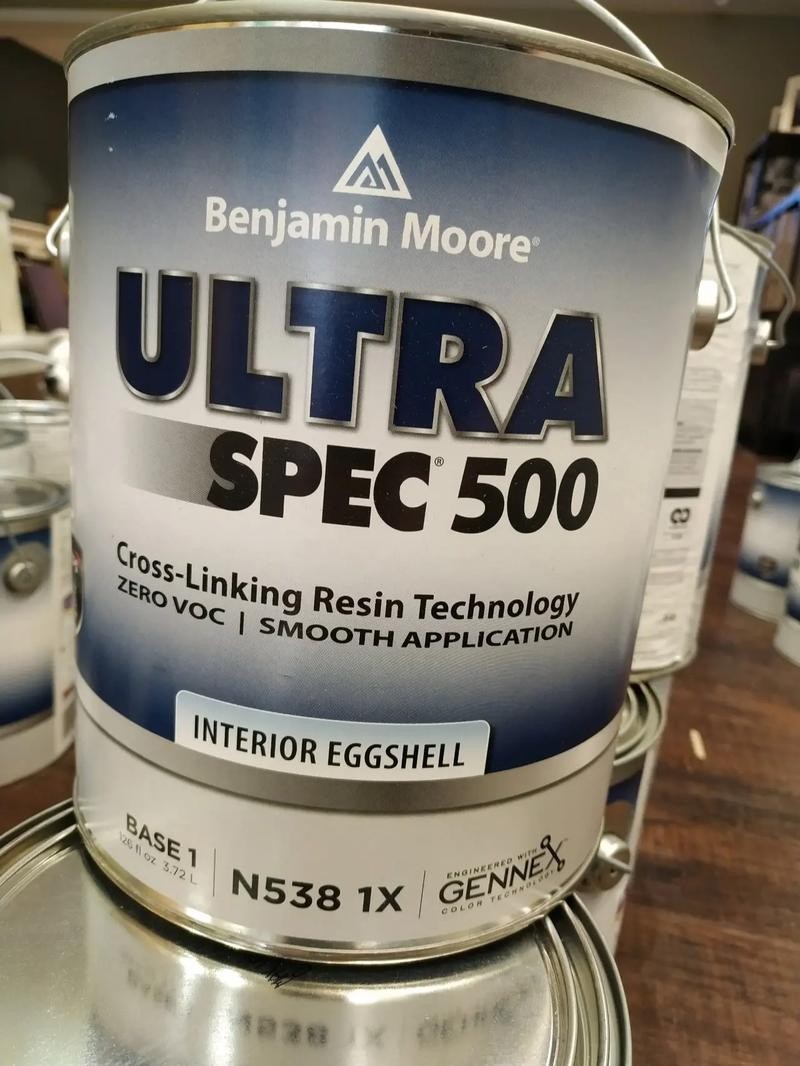 Benjamin Moore®
ULTRA
SPEC® 500
Cross-Linking Resin Technology
ZERO VOC | SMOOTH APPLICATION
INTERIOR EGGSHELL
BASE 1
126 fl oz 3.72 L
N538 1X
ENGINEERED WITH
GENNEX™
COLOR TECHNOLOGY